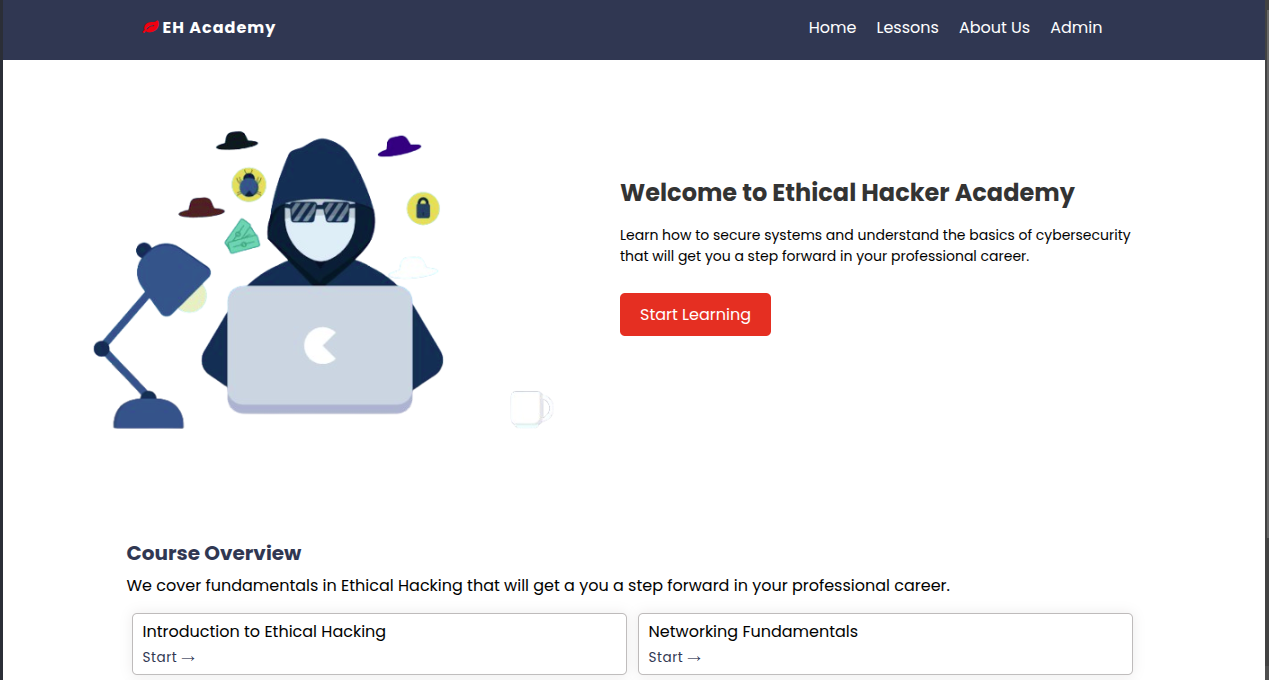 EH Academy
Home Lessons About Us Admin
Welcome to Ethical Hacker Academy
Learn how to secure systems and understand the basics of cybersecurity
that will get you a step forward in your professional career.
Start Learning
Course Overview
We cover fundamentals in Ethical Hacking that will get a you a step forward in your professional career.
Introduction to Ethical Hacking
Start →
Networking Fundamentals
Start →